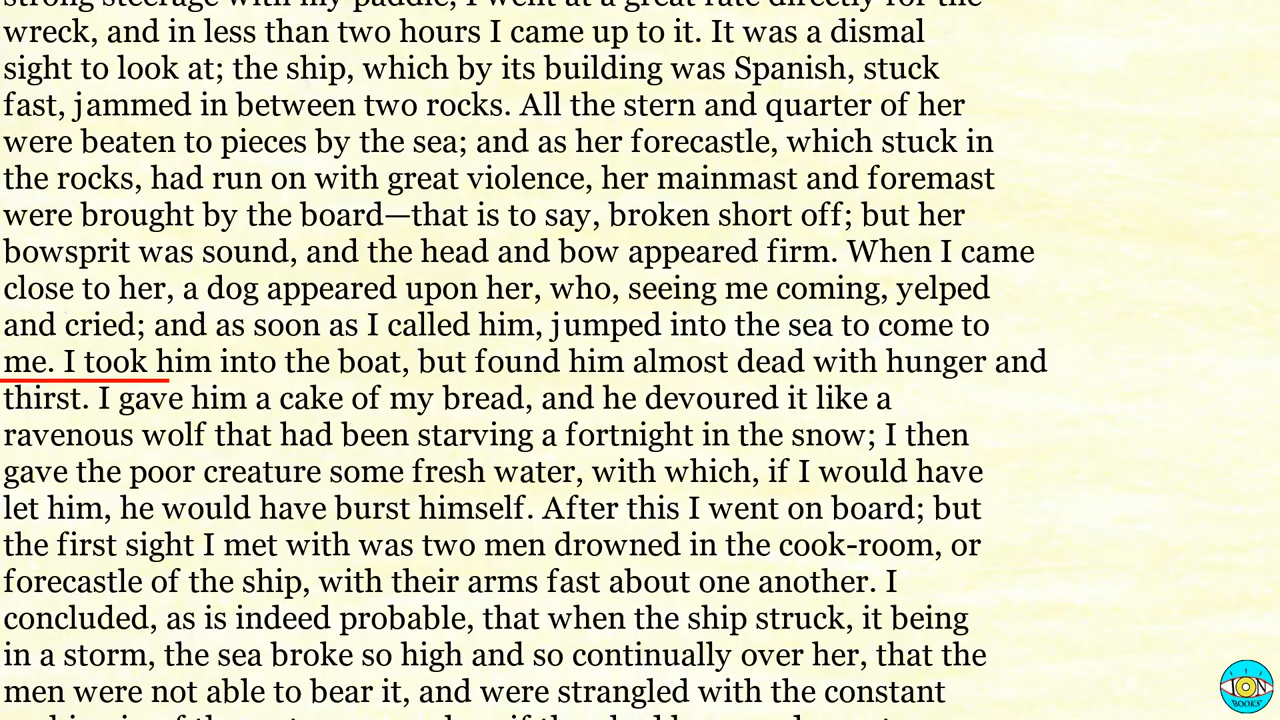 strong steerage with my paddle, I went at a great rate directly for the
wreck, and in less than two hours I came up to it. It was a dismal
sight to look at; the ship, which by its building was Spanish, stuck
fast, jammed in between two rocks. All the stern and quarter of her
were beaten to pieces by the sea; and as her forecastle, which stuck in
the rocks, had run on with great violence, her mainmast and foremast
were brought by the board—that is to say, broken short off; but her
bowsprit was sound, and the head and bow appeared firm. When I came
close to her, a dog appeared upon her, who, seeing me coming, yelped
and cried; and as soon as I called him, jumped into the sea to come to
me. I took him into the boat, but found him almost dead with hunger and
thirst. I gave him a cake of my bread, and he devoured it like a
ravenous wolf that had been starving a fortnight in the snow; I then
gave the poor creature some fresh water, with which, if I would have
let him, he would have burst himself. After this I went on board; but
the first sight I met with was two men drowned in the cook-room, or
forecastle of the ship, with their arms fast about one another. I
concluded, as is indeed probable, that when the ship struck, it being
in a storm, the sea broke so high and so continually over her, that the
men were not able to bear it, and were strangled with the constant
ION
BOOKS